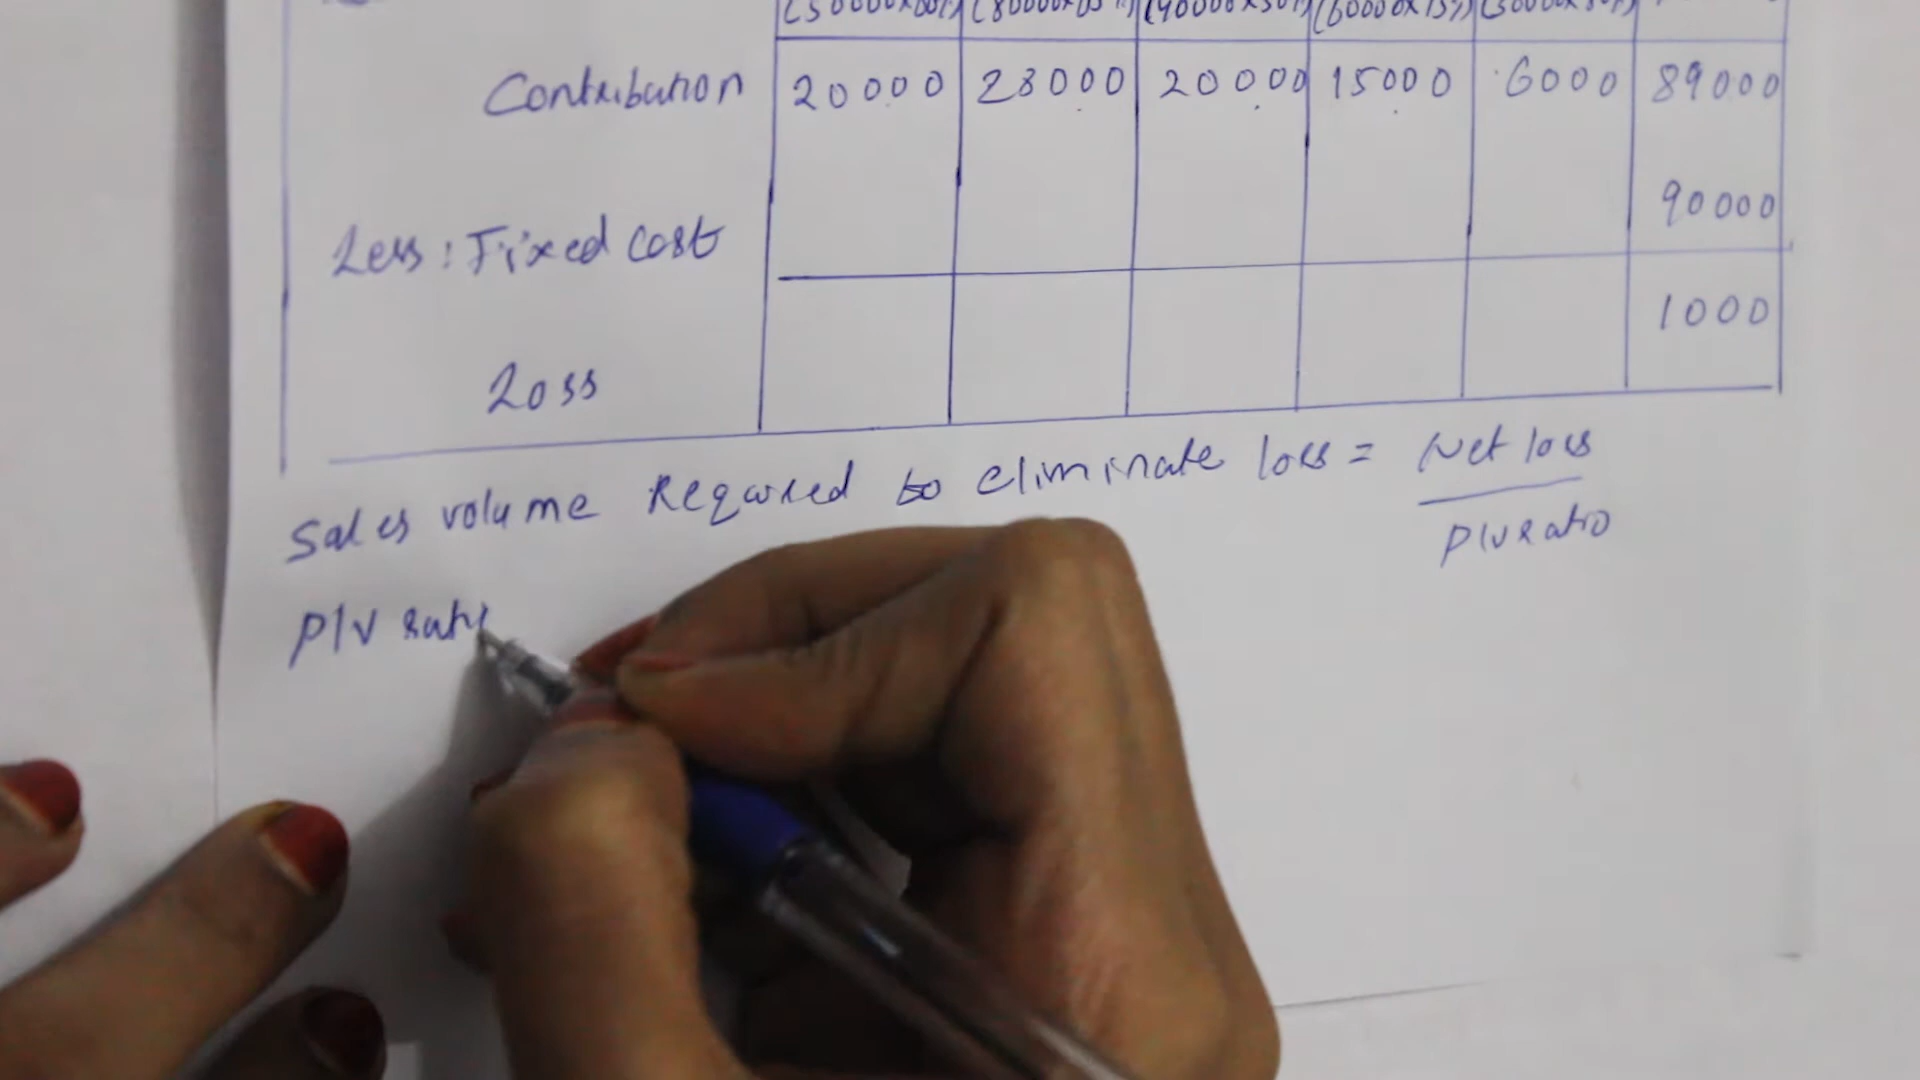 Contribution 20000 28000 20000 15000 6000 89000
Less: Fixed cost 90000
Loss 1000
Sales volume Required to eliminate loss = Net loss
P/V ratio
P/V rati